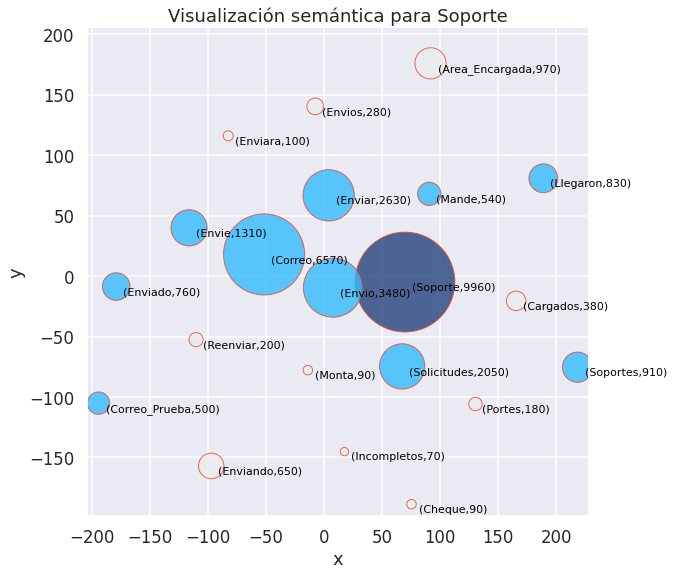 Visualización semántica para Soporte
200
150
100
50
0
−50
−100
−150
y
(Area_Encargada,970)
(Envios,280)
(Enviara,100)
(Llegaron,830)
(Enviar,2630)
(Mande,540)
(Envie,1310)
(Correo,6570)
(Soporte,9960)
(Envio,3480)
(Enviado,760)
(Cargados,380)
(Reenviar,200)
(Monta,90)
(Solicitudes,2050)
(Soportes,910)
(Correo_Prueba,500)
(Portes,180)
(Incompletos,70)
(Enviando,650)
(Cheque,90)
−200
−150
−100
−50
0
50
100
150
200
x